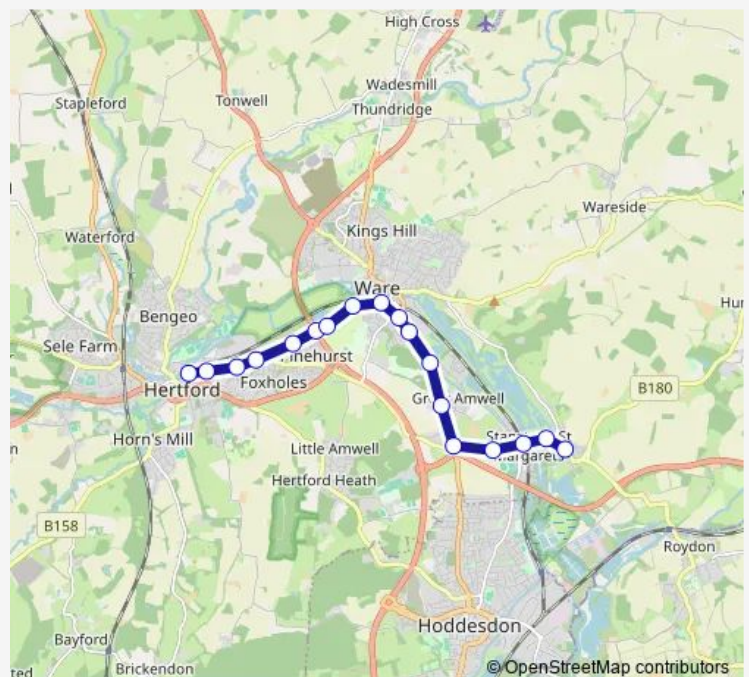 High Cross
Wadesmill
Thundridge
Stapleford
Tonwell
Wareside
Kings Hill
Waterford
Ware
Bengeo
Sele Farm
Foxholes
Hertford
B180
Horn's Mill
Little Amwell
Hertford Heath
B158
Roydon
Hoddesdon
Bayford
Brickendon
© OpenStreetMap contributors